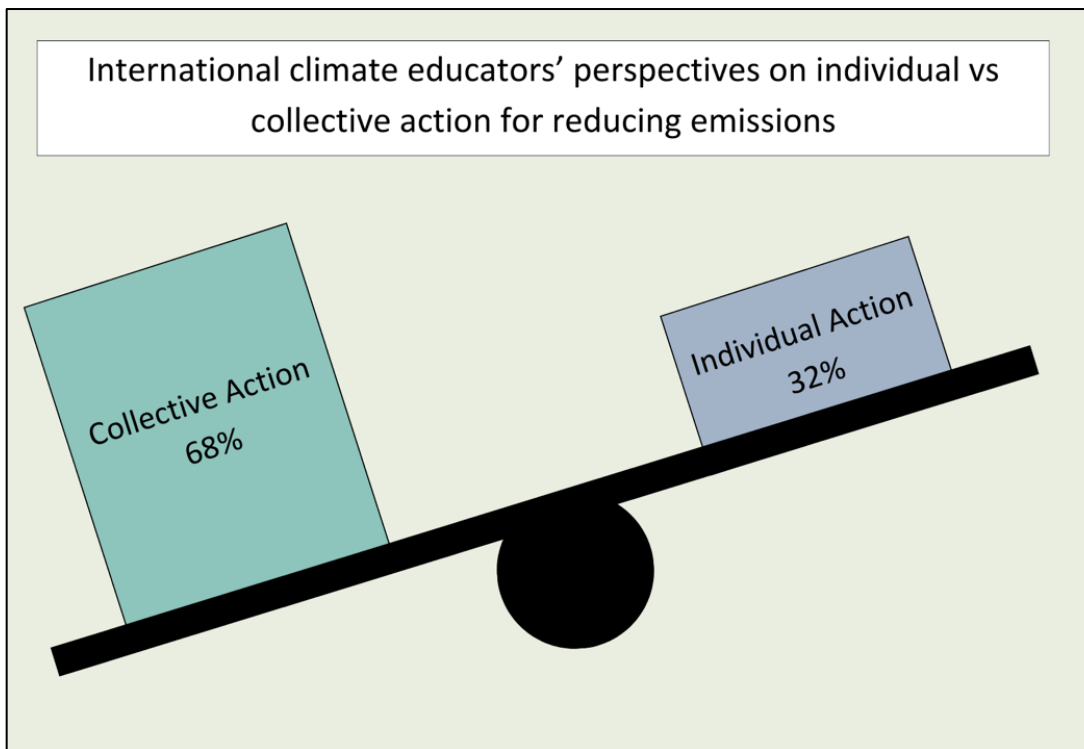 International climate educators’ perspectives on individual vs
collective action for reducing emissions
Collective Action
68%
Individual Action
32%